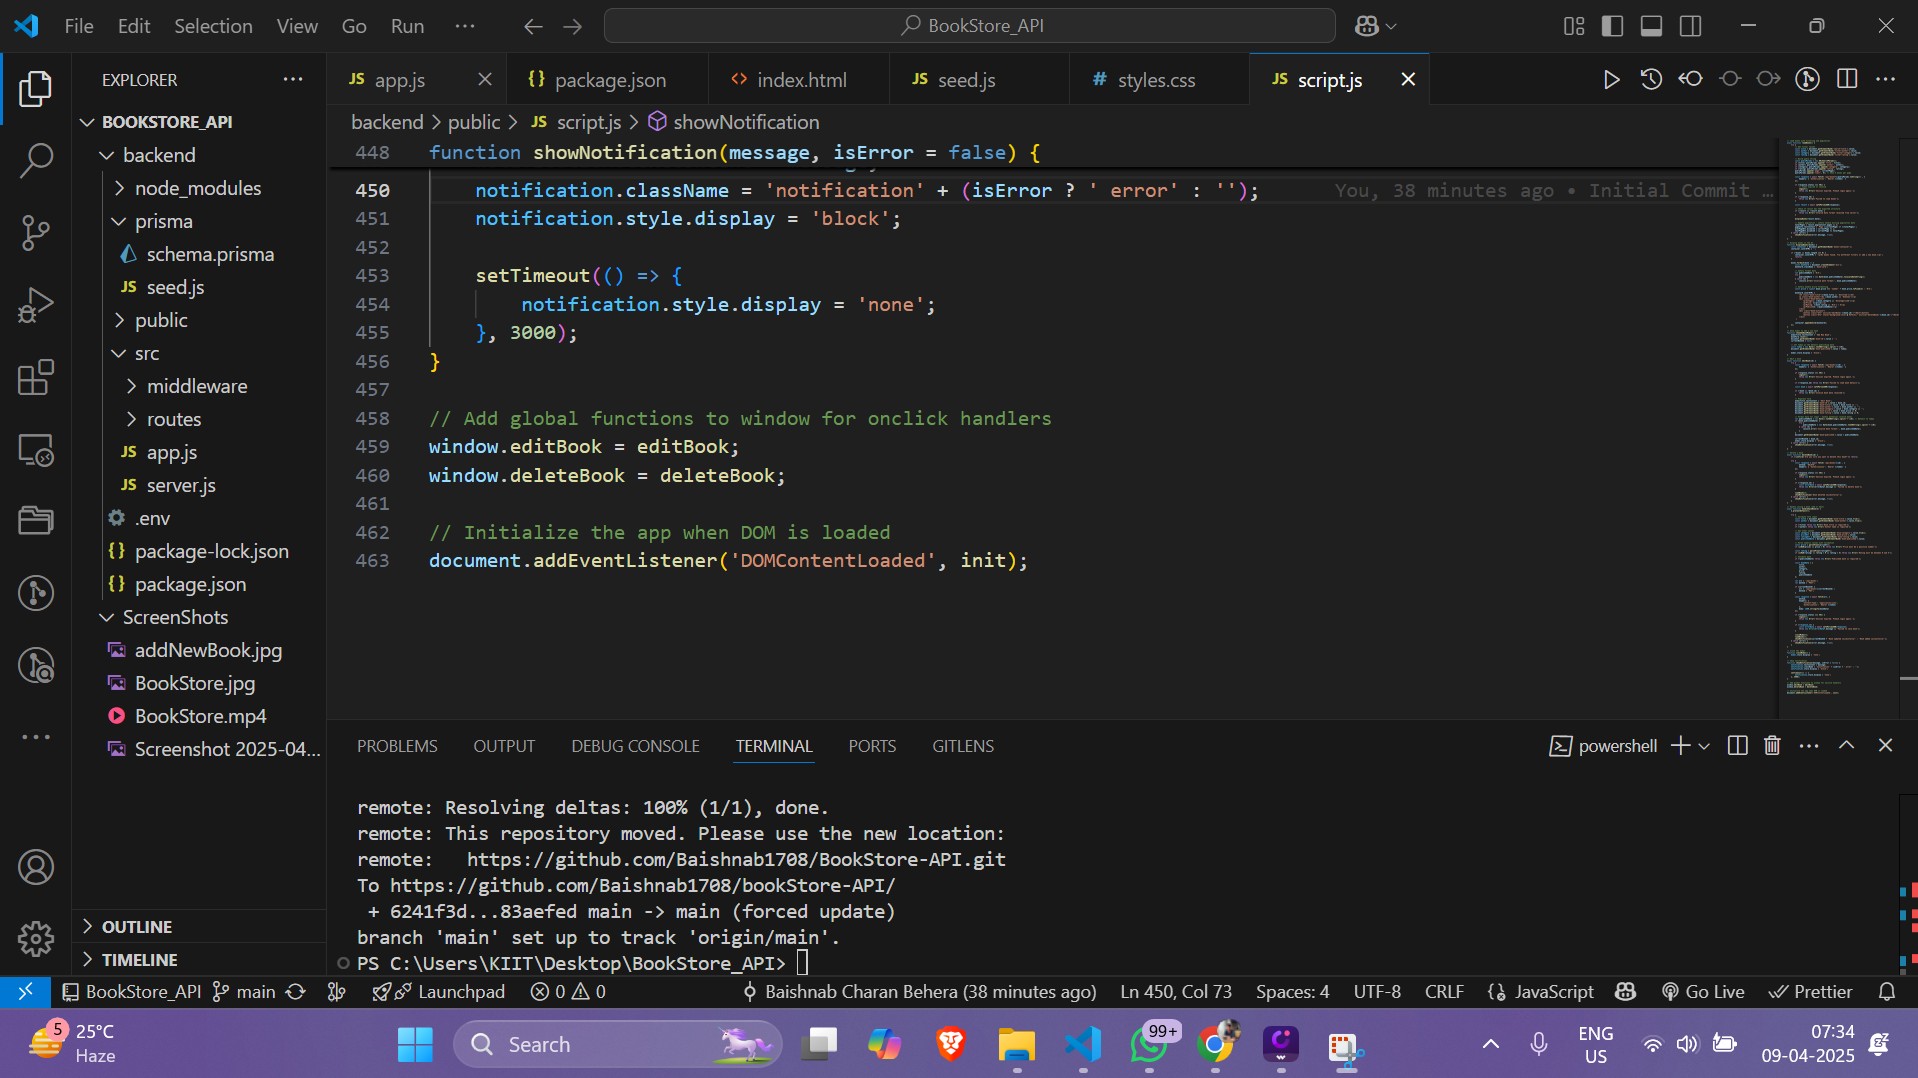 File Edit Selection View Go Run ··· BookStore_API
EXPLORER
JS app.js
{} package.json
<> index.html
JS seed.js
# styles.css
JS script.js
BOOKSTORE_API
backend
node_modules
prisma
schema.prisma
JS seed.js
public
src
middleware
routes
JS app.js
JS server.js
.env
{} package-lock.json
{} package.json
ScreenShots
addNewBook.jpg
BookStore.jpg
BookStore.mp4
Screenshot 2025-04...
OUTLINE
TIMELINE
backend > public > JS script.js > showNotification
448 function showNotification(message, isError = false) {
450 notification.className = 'notification' + (isError ? ' error' : ''); You, 38 minutes ago • Initial Commit …
451 notification.style.display = 'block';
452
453 setTimeout(() => {
454 notification.style.display = 'none';
455 }, 3000);
456 }
457
458 // Add global functions to window for onclick handlers
459 window.editBook = editBook;
460 window.deleteBook = deleteBook;
461
462 // Initialize the app when DOM is loaded
463 document.addEventListener('DOMContentLoaded', init);
PROBLEMS OUTPUT DEBUG CONSOLE TERMINAL PORTS GITLENS
powershell
remote: Resolving deltas: 100% (1/1), done.
remote: This repository moved. Please use the new location:
remote:   https://github.com/Baishnab1708/BookStore-API.git
To https://github.com/Baishnab1708/bookStore-API/
+ 6241f3d...83aefed main -> main (forced update)
branch 'main' set up to track 'origin/main'.
PS C:\Users\KIIT\Desktop\BookStore_API>
BookStore_API main Launchpad 0 0 Baishnab Charan Behera (38 minutes ago) Ln 450, Col 73 Spaces: 4 UTF-8 CRLF {} JavaScript Go Live Prettier
5
25°C
Haze
Search
99+
ENG
US
07:34
09-04-2025